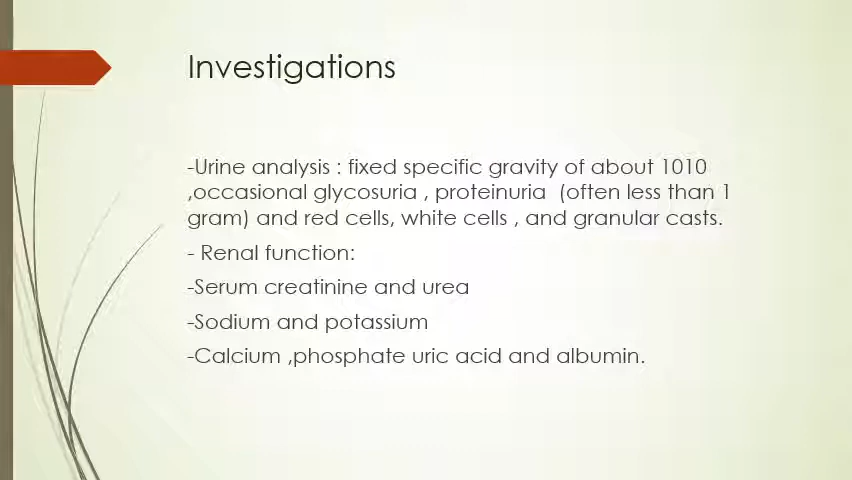 Investigations
-Urine analysis : fixed specific gravity of about 1010
,occasional glycosuria , proteinuria (often less than 1
gram) and red cells, white cells , and granular casts.
- Renal function:
-Serum creatinine and urea
-Sodium and potassium
-Calcium ,phosphate uric acid and albumin.